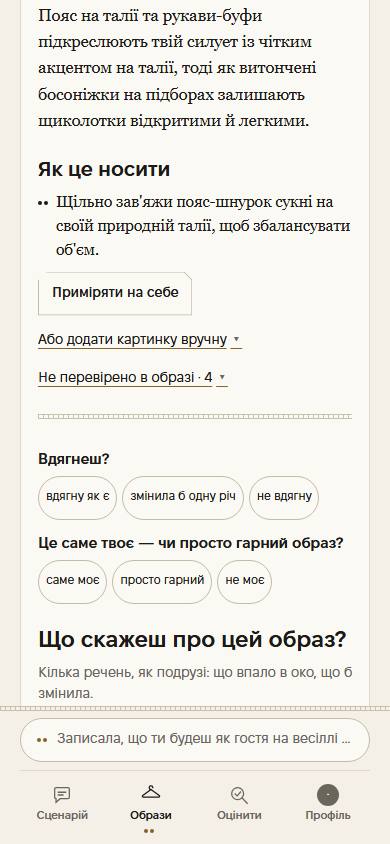 Пояс на талії та рукави-буфи
підкреслюють твій силует із чітким
акцентом на талії, тоді як витончені
босоніжки на підборах залишають
щиколотки відкритими й легкими.
Як це носити
Щільно зав'яжи пояс-шнурок сукні на
своїй природній талії, щоб збалансувати
об'єм.
Приміряти на себе
Або додати картинку вручну
Не перевірено в образі · 4
Вдягнеш?
вдягну як є
змінила б одну річ
не вдягну
Це саме твоє — чи просто гарний образ?
саме моє
просто гарний
не моє
Що скажеш про цей образ?
Кілька речень, як подрузі: що впало в око, що б
змінила.
Записала, що ти будеш як гостя на весіллі ...
Сценарій
Образи
Оцінити
Профіль